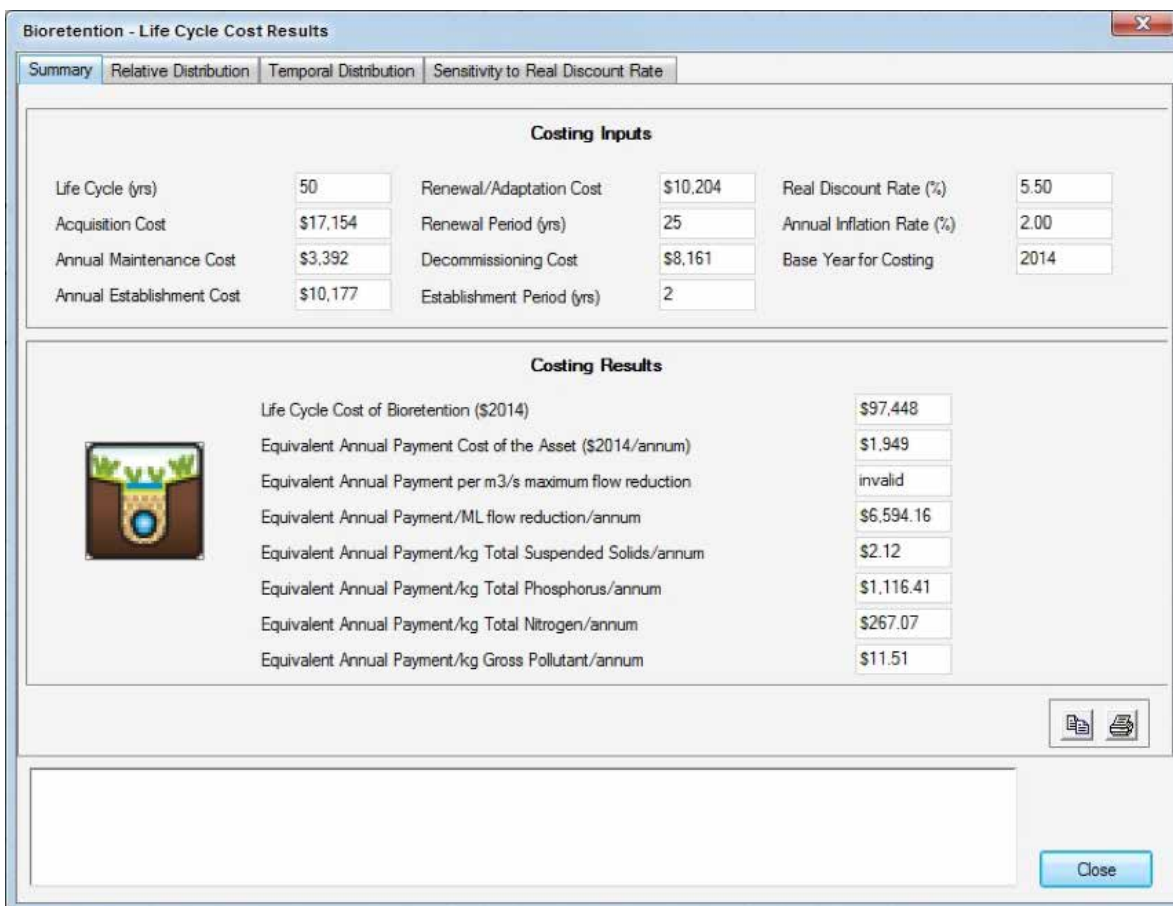 Bioretention - Life Cycle Cost Results
Summary Relative Distribution Temporal Distribution Sensitivity to Real Discount Rate
Costing Inputs
Life Cycle (yrs) 50 Renewal/Adaptation Cost $10,204 Real Discount Rate (%) 5.50
Acquisition Cost $17,154 Renewal Period (yrs) 25 Annual Inflation Rate (%) 2.00
Annual Maintenance Cost $3,392 Decommissioning Cost $8,161 Base Year for Costing 2014
Annual Establishment Cost $10,177 Establishment Period (yrs) 2
Costing Results
Life Cycle Cost of Bioretention ($2014) $97,448
Equivalent Annual Payment Cost of the Asset ($2014/annum) $1,949
Equivalent Annual Payment per m3/s maximum flow reduction invalid
Equivalent Annual Payment/ML flow reduction/annum $6,594.16
Equivalent Annual Payment/kg Total Suspended Solids/annum $2.12
Equivalent Annual Payment/kg Total Phosphorus/annum $1,116.41
Equivalent Annual Payment/kg Total Nitrogen/annum $267.07
Equivalent Annual Payment/kg Gross Pollutant/annum $11.51
Close